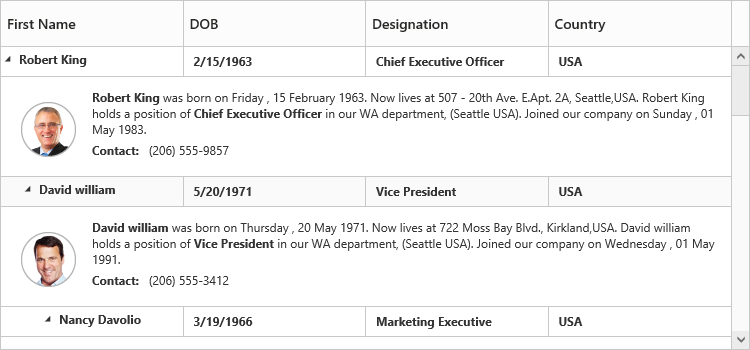 First Name DOB Designation Country
Robert King 2/15/1963 Chief Executive Officer USA
Robert King was born on Friday , 15 February 1963. Now lives at 507 - 20th Ave. E.Apt. 2A, Seattle,USA. Robert King
holds a position of Chief Executive Officer in our WA department, (Seattle USA). Joined our company on Sunday , 01
May 1983.
Contact: (206) 555-9857
David william 5/20/1971 Vice President USA
David william was born on Thursday , 20 May 1971. Now lives at 722 Moss Bay Blvd., Kirkland,USA. David william
holds a position of Vice President in our WA department, (Seattle USA). Joined our company on Wednesday , 01 May
1991.
Contact: (206) 555-3412
Nancy Davolio 3/19/1966 Marketing Executive USA